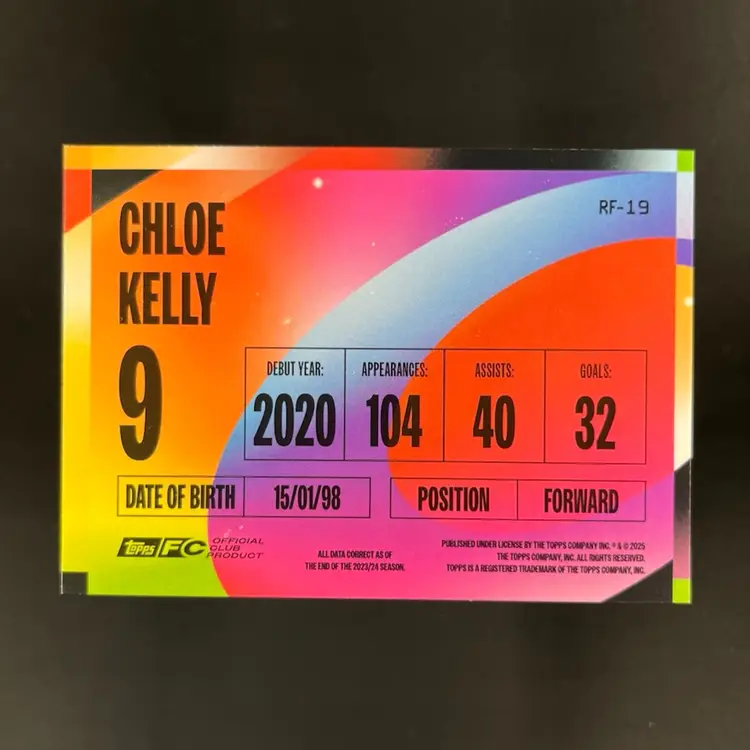 RF-19
CHLOE
KELLY
9
DEBUT YEAR: APPEARANCES: ASSISTS: GOALS:
2020 104 40 32
DATE OF BIRTH 15/01/98 POSITION FORWARD
topps FC OFFICIAL
CLUB
PRODUCT™
ALL DATA CORRECT AS OF
THE END OF THE 2023/24 SEASON.
PUBLISHED UNDER LICENSE BY THE TOPPS COMPANY INC. ® & © 2025
THE TOPPS COMPANY, INC. ALL RIGHTS RESERVED.
TOPPS IS A REGISTERED TRADEMARK OF THE TOPPS COMPANY, INC.